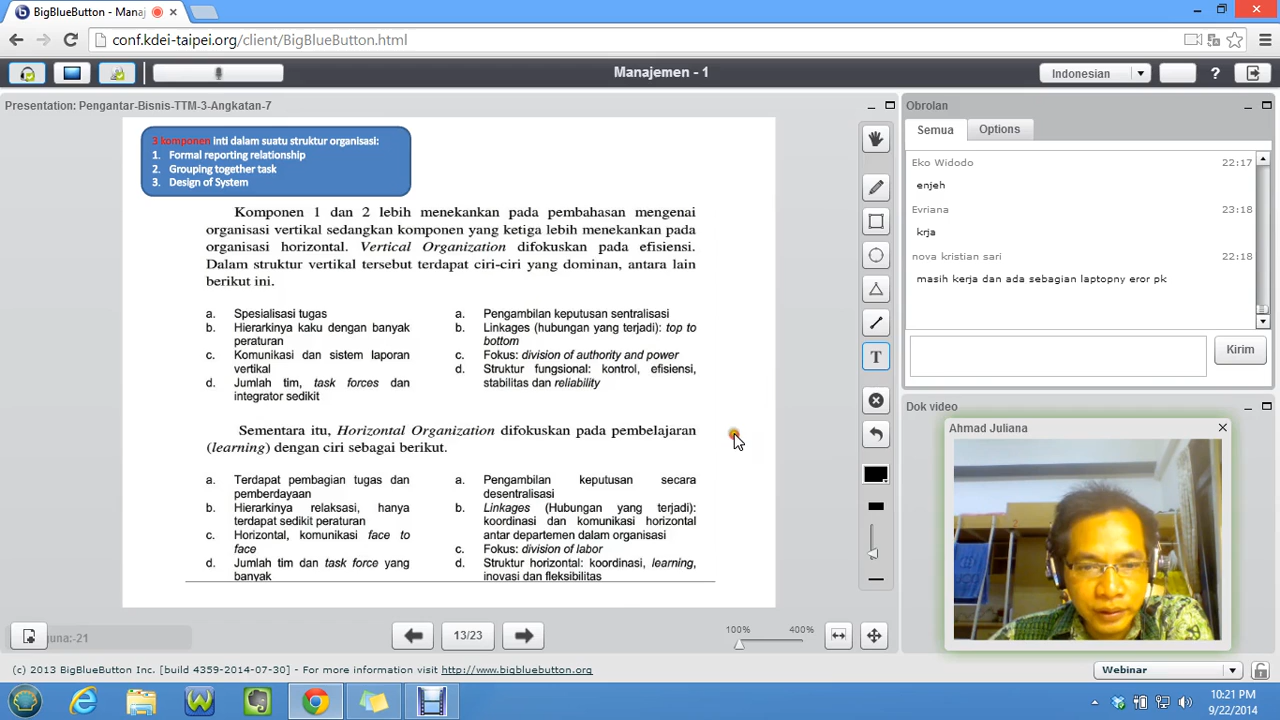 BigBlueButton - Manaj
conf.kdei-taipei.org/client/BigBlueButton.html
Manajemen - 1
Indonesian
?
Presentation: Pengantar-Bisnis-TTM-3-Angkatan-7
3 komponen inti dalam suatu struktur organisasi:
1. Formal reporting relationship
2. Grouping together task
3. Design of System
Komponen 1 dan 2 lebih menekankan pada pembahasan mengenai
organisasi vertikal sedangkan komponen yang ketiga lebih menekankan pada
organisasi horizontal. Vertical Organization difokuskan pada efisiensi.
Dalam struktur vertikal tersebut terdapat ciri-ciri yang dominan, antara lain
berikut ini.
a. Spesialisasi tugas
b. Hierarkinya kaku dengan banyak
peraturan
c. Komunikasi dan sistem laporan
vertikal
d. Jumlah tim, task forces dan
integrator sedikit
a. Pengambilan keputusan sentralisasi
b. Linkages (hubungan yang terjadi): top to
bottom
c. Fokus: division of authority and power
d. Struktur fungsional: kontrol, efisiensi,
stabilitas dan reliability
Sementara itu, Horizontal Organization difokuskan pada pembelajaran
(learning) dengan ciri sebagai berikut.
a. Terdapat pembagian tugas dan
pemberdayaan
b. Hierarkinya relaksasi, hanya
terdapat sedikit peraturan
c. Horizontal, komunikasi face to
face
d. Jumlah tim dan task force yang
banyak
a. Pengambilan keputusan secara
desentralisasi
b. Linkages (Hubungan yang terjadi):
koordinasi dan komunikasi horizontal
antar departemen dalam organisasi
c. Fokus: division of labor
d. Struktur horizontal: koordinasi, learning,
inovasi dan fleksibilitas
T
una:-21
13/23
100% 400%
Obrolan
Semua Options
Eko Widodo 22:17
enjeh
Evriana 23:18
krja
nova kristian sari 22:18
masih kerja dan ada sebagian laptopny eror pk
Kirim
Dok video
Ahmad Juliana
(c) 2013 BigBlueButton Inc. [build 4359-2014-07-30] - For more information visit http://www.bigbluebutton.org
Webinar
10:21 PM
9/22/2014